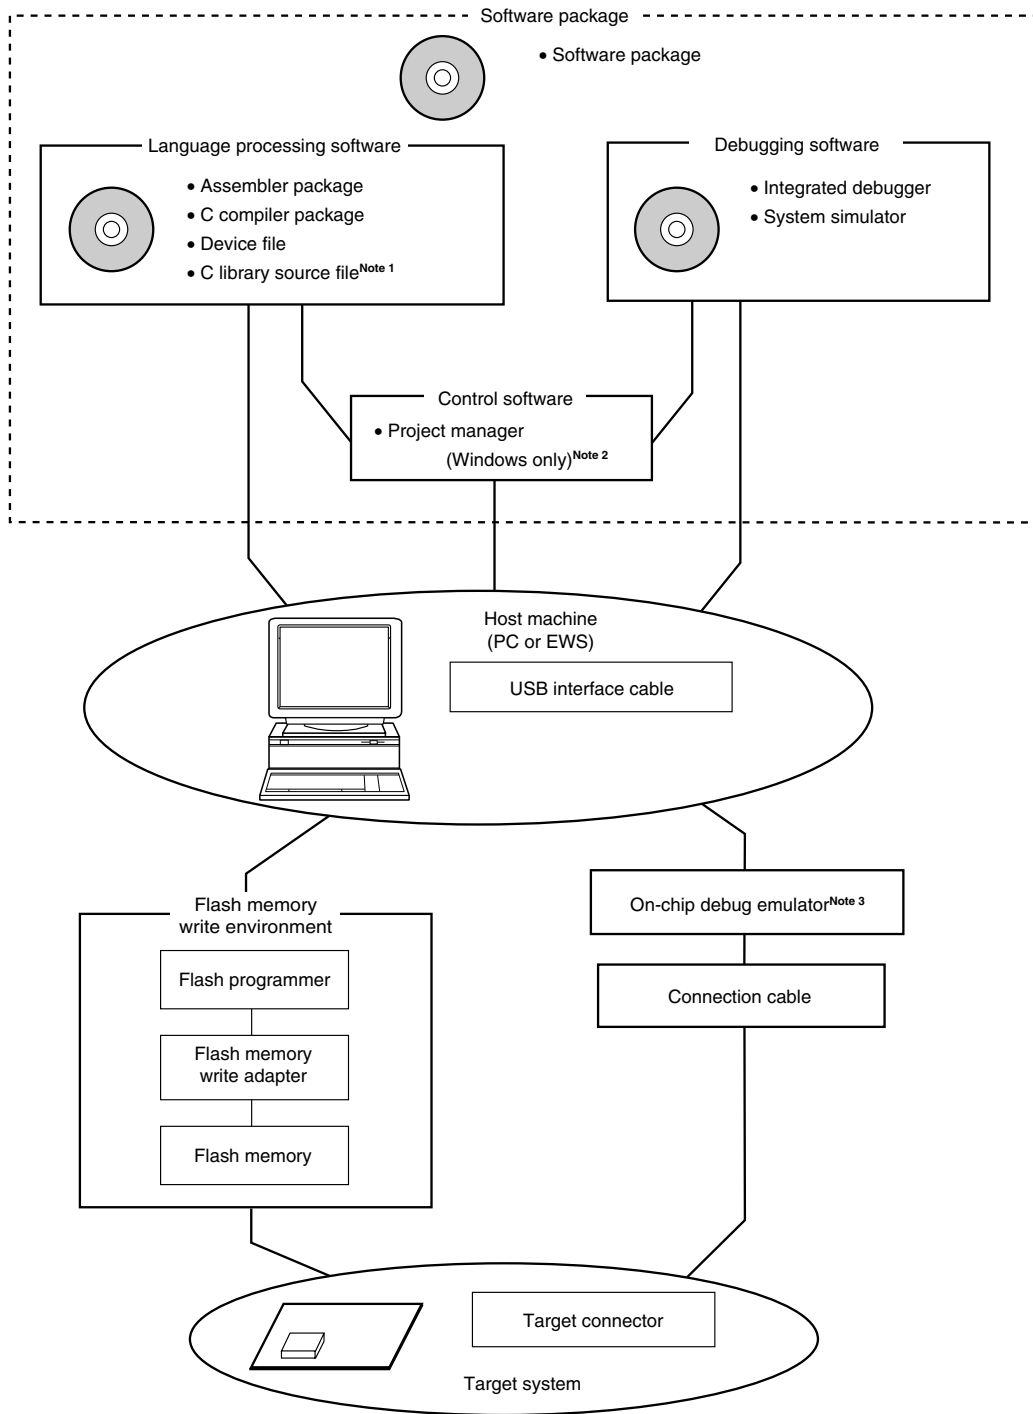 Software package
• Software package
Language processing software
• Assembler package
• C compiler package
• Device file
• C library source fileNote 1
Debugging software
• Integrated debugger
• System simulator
Control software
• Project manager
(Windows only)Note 2
Host machine
(PC or EWS)
USB interface cable
Flash memory
write environment
Flash programmer
Flash memory
write adapter
Flash memory
On-chip debug emulatorNote 3
Connection cable
Target connector
Target system